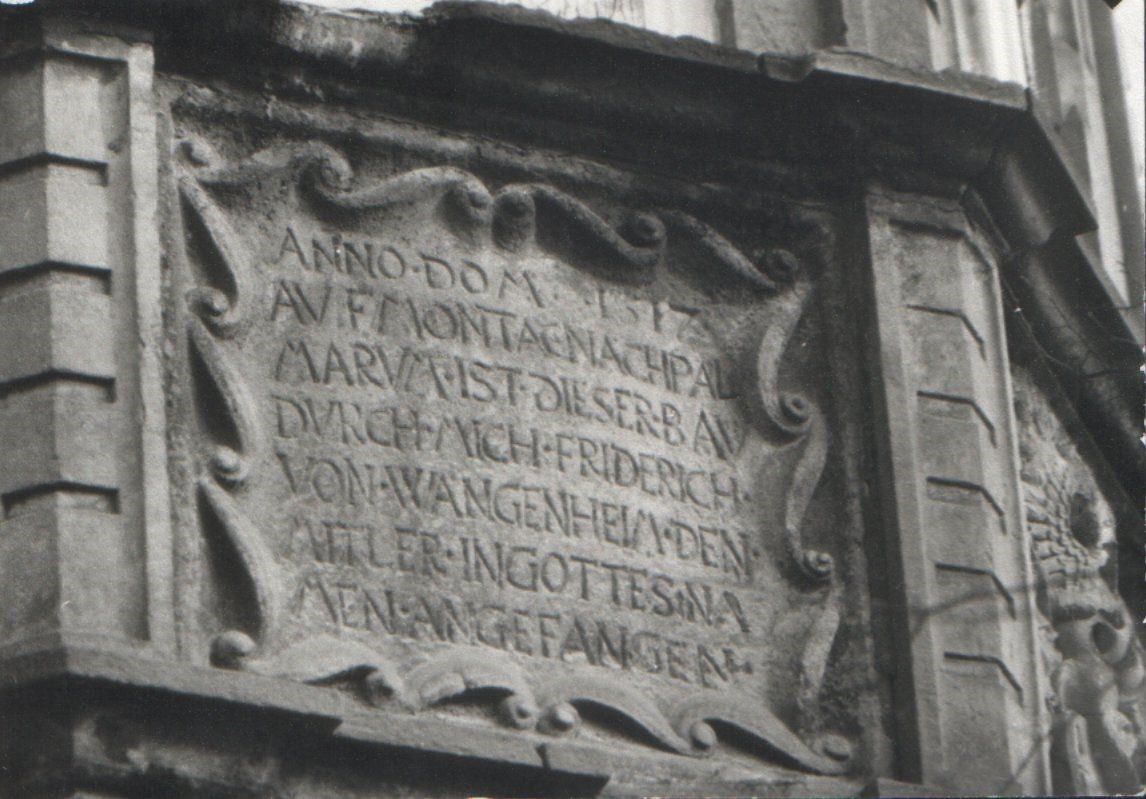 ANNO·DOM
AVF MONTAG NACH PAL
MARVM·IST·DIESER·BAV
DVRCH·MICH·FRIDERICH·
VON·WANGENHEIM·DEN·
MITLER·IN GOTTES·NA
MEN·ANGEFANGEN·